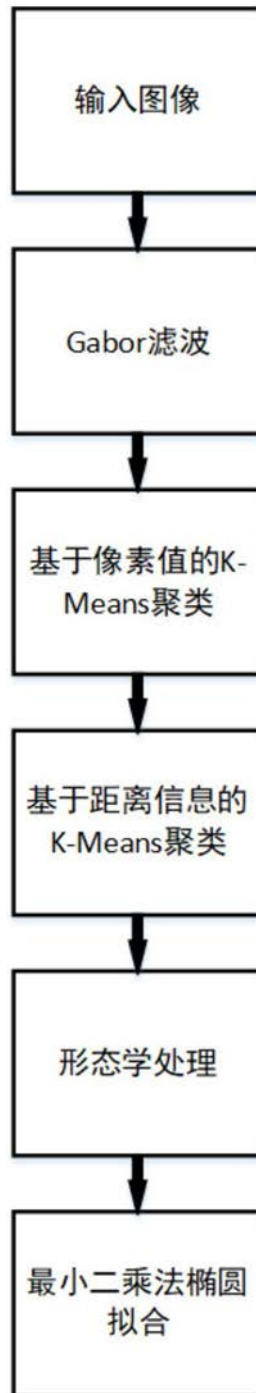 输入图像
Gabor滤波
基于像素值的K-
Means聚类
基于距离信息的
K-Means聚类
形态学处理
最小二乘法椭圆
拟合